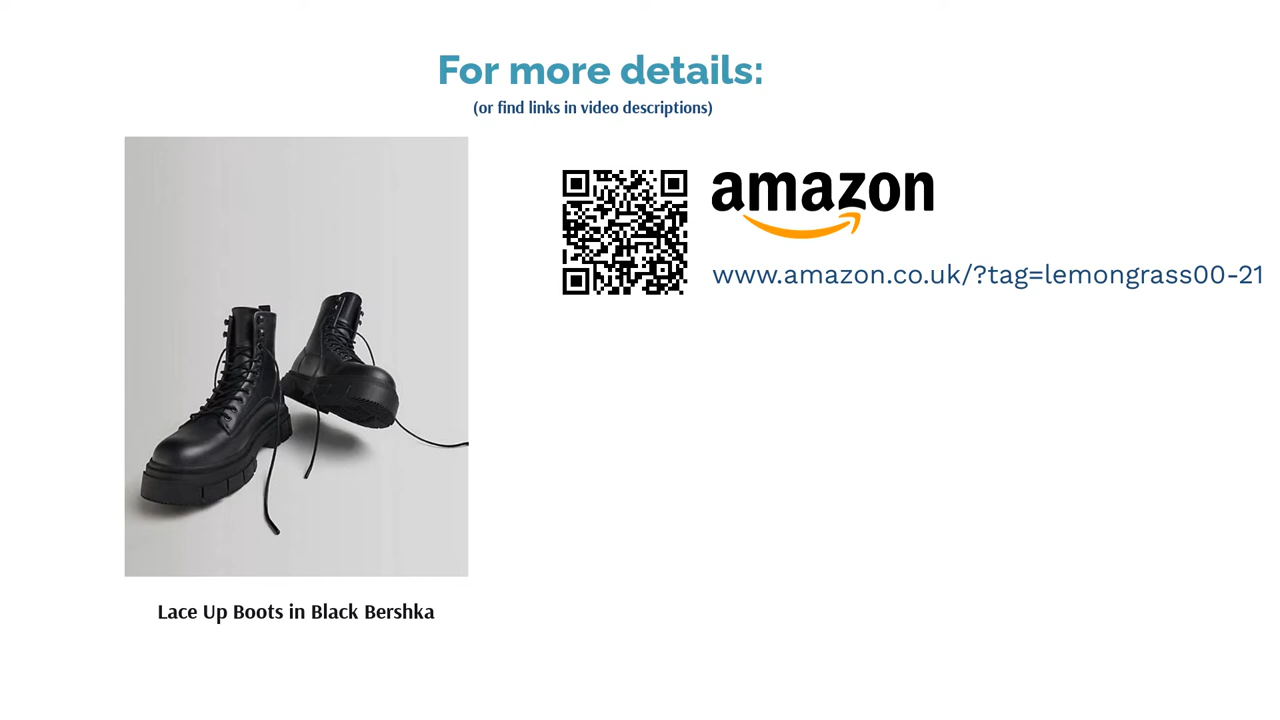 For more details:
(or find links in video descriptions)
amazon
www.amazon.co.uk/?tag=lemongrass00-21
Lace Up Boots in Black Bershka